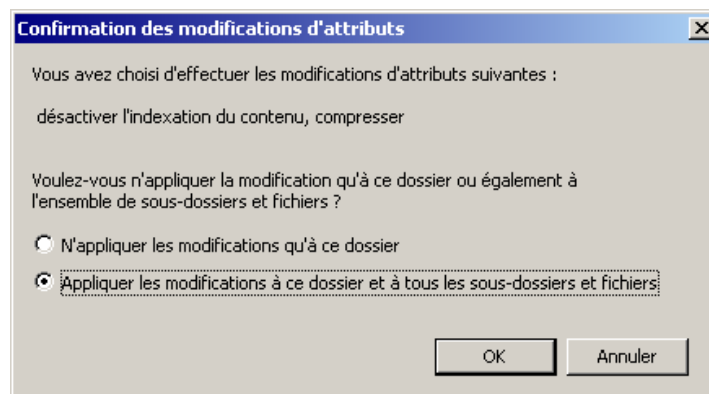 Confirmation des modifications d'attributs
Vous avez choisi d'effectuer les modifications d'attributs suivantes :
désactiver l'indexation du contenu, compresser
Voulez-vous n'appliquer la modification qu'à ce dossier ou également à
l'ensemble de sous-dossiers et fichiers ?
N'appliquer les modifications qu'à ce dossier
Appliquer les modifications à ce dossier et à tous les sous-dossiers et fichiers
OK
Annuler